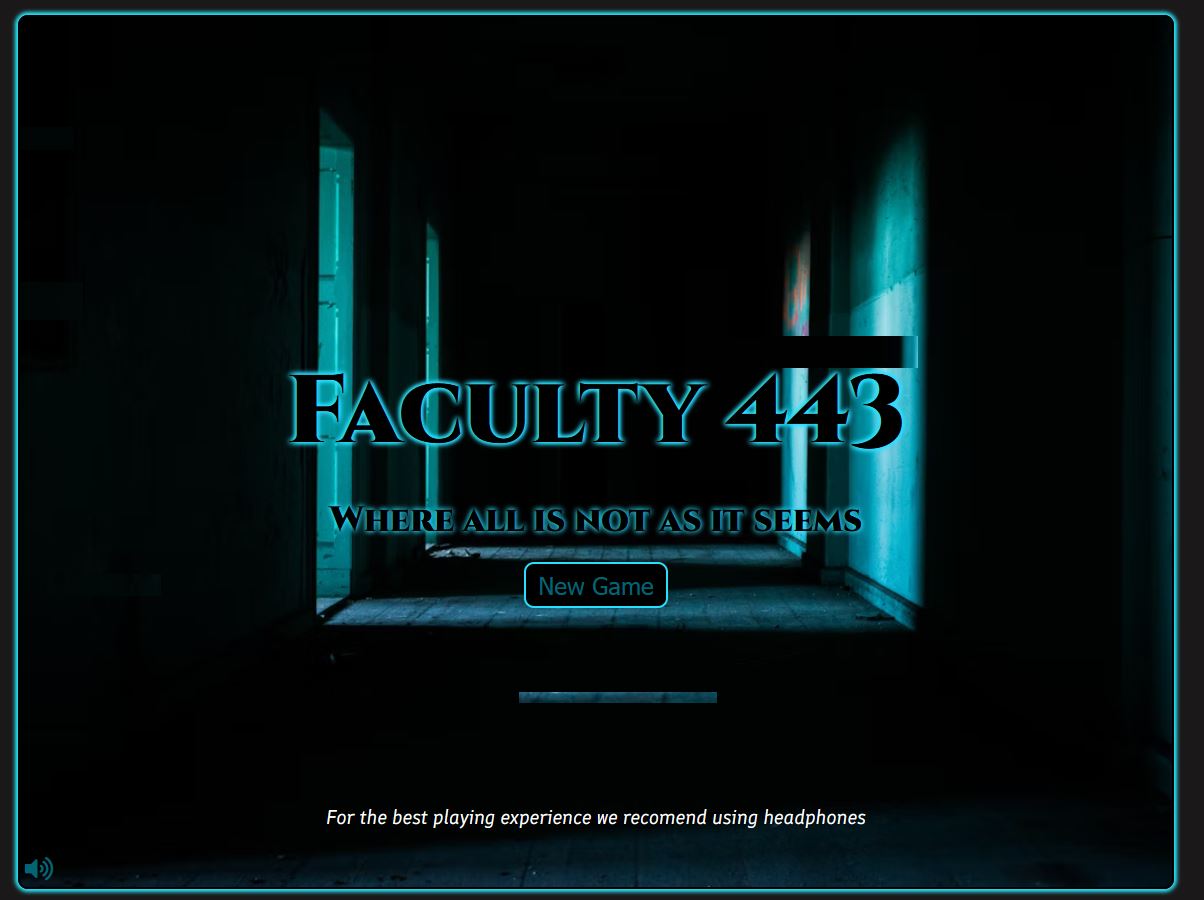 Faculty 443
Where all is not as it seems
New Game
For the best playing experience we recomend using headphones